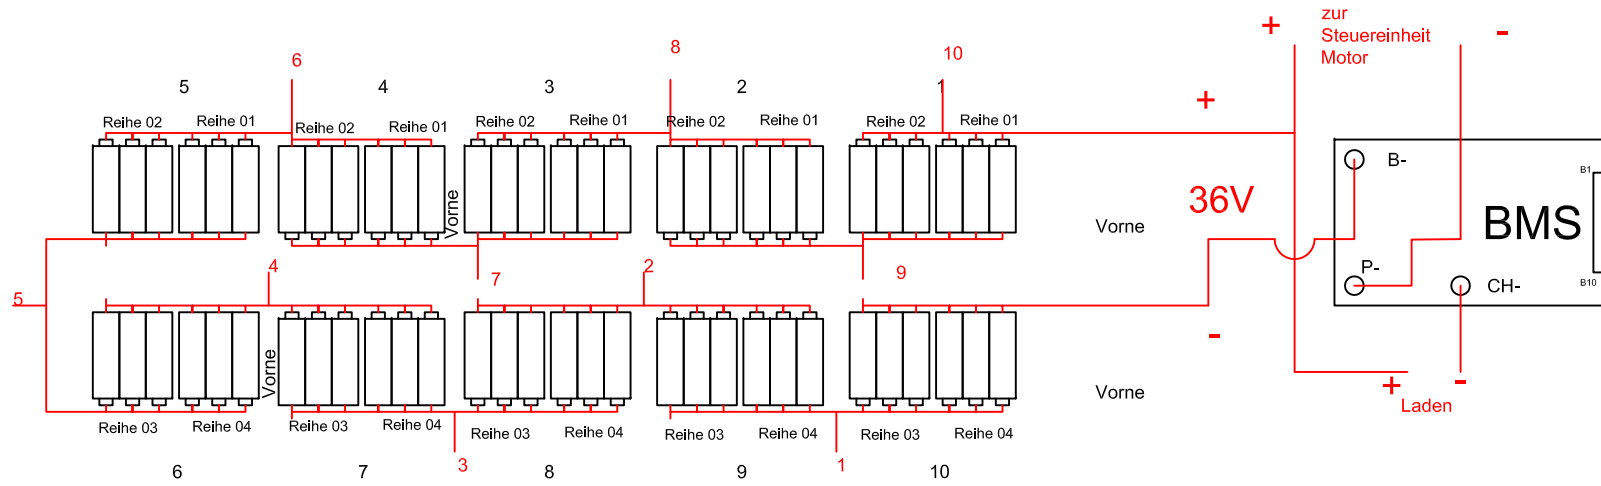 +
zur
Steuereinheit
Motor
-
6
8
10
5
4
3
2
1
+
Reihe 02
Reihe 01
Reihe 02
Reihe 01
Reihe 02
Reihe 01
Reihe 02
Reihe 01
Reihe 02
Reihe 01
B-
B1
Vorne
36V
Vorne
BMS
4
7
2
9
P-
CH-
B10
5
-
Vorne
Vorne
+
-
Laden
Reihe 03
Reihe 04
Reihe 03
Reihe 04
Reihe 03
Reihe 04
Reihe 03
Reihe 04
Reihe 03
Reihe 04
3
1
6
7
8
9
10